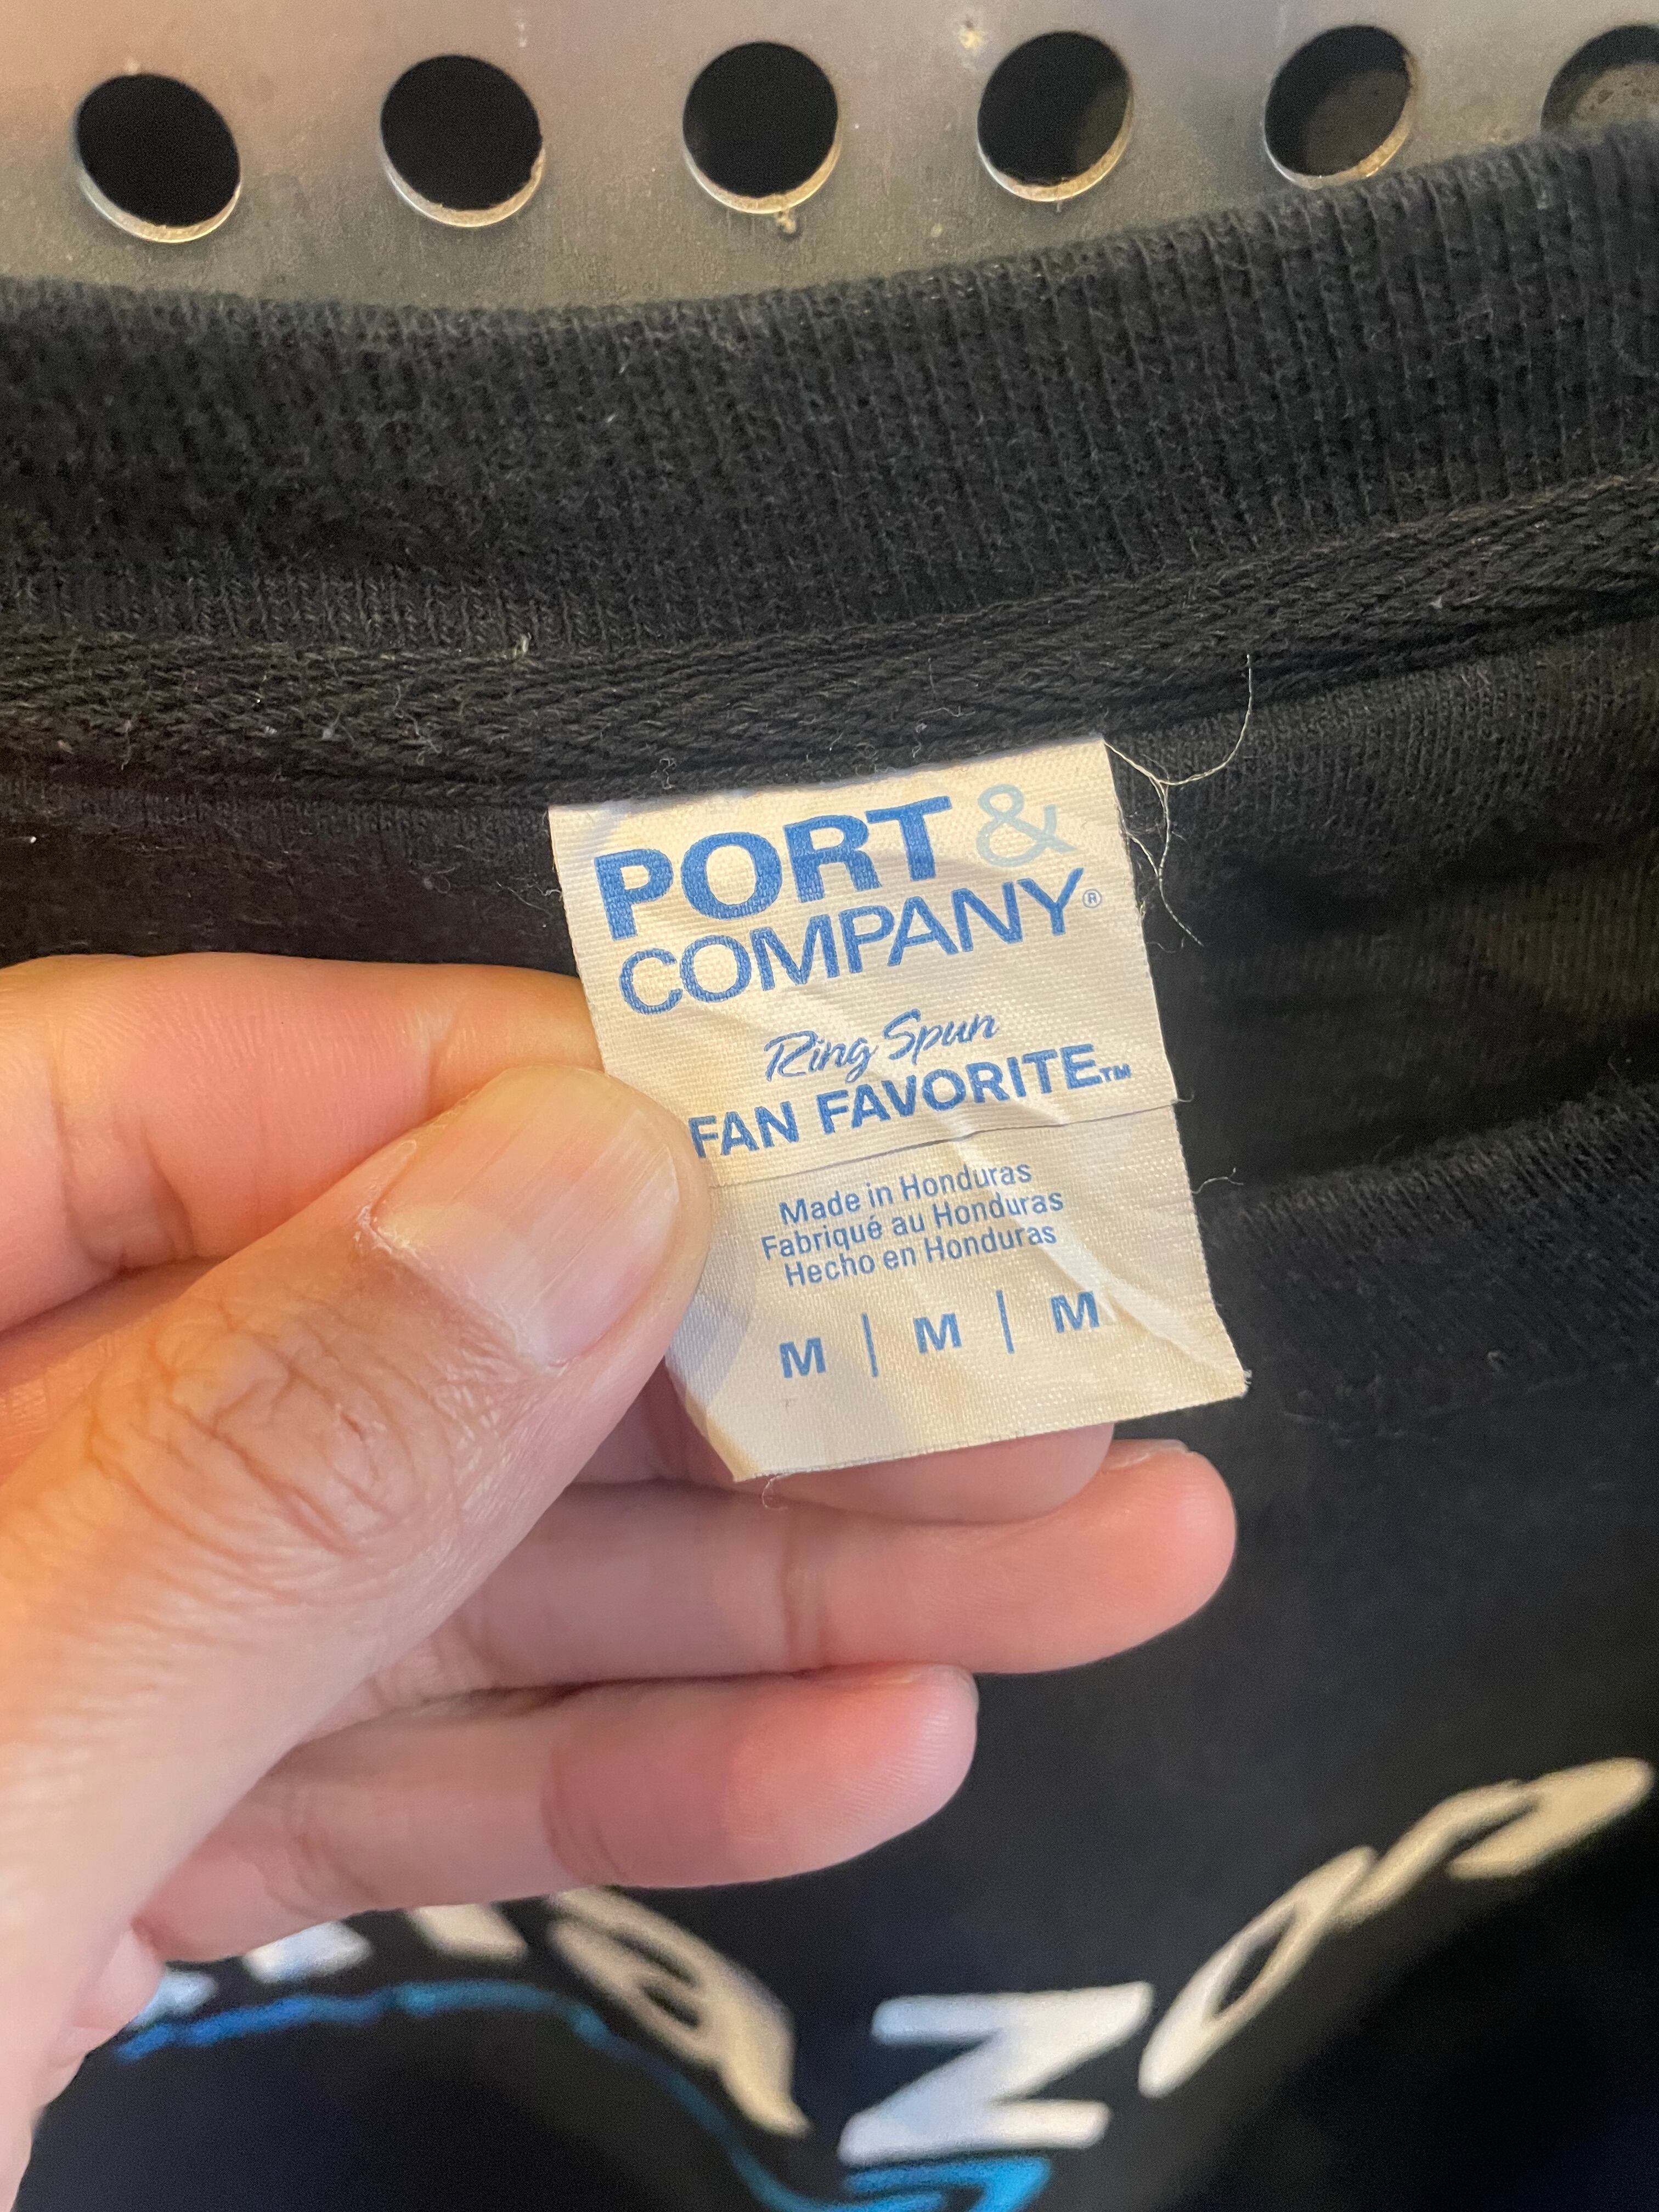 PORT &
COMPANY®
Ring Spun
FAN FAVORITE™
Made in Honduras
Fabriqué au Honduras
Hecho en Honduras
M | M | M